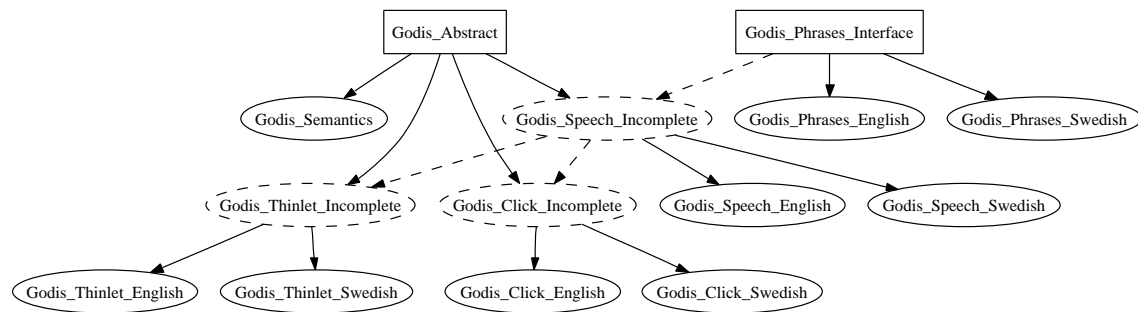 Godis_Abstract
Godis_Phrases_Interface
Godis_Semantics
Godis_Speech_Incomplete
Godis_Phrases_English
Godis_Phrases_Swedish
Godis_Thinlet_Incomplete
Godis_Click_Incomplete
Godis_Speech_English
Godis_Speech_Swedish
Godis_Thinlet_English
Godis_Thinlet_Swedish
Godis_Click_English
Godis_Click_Swedish